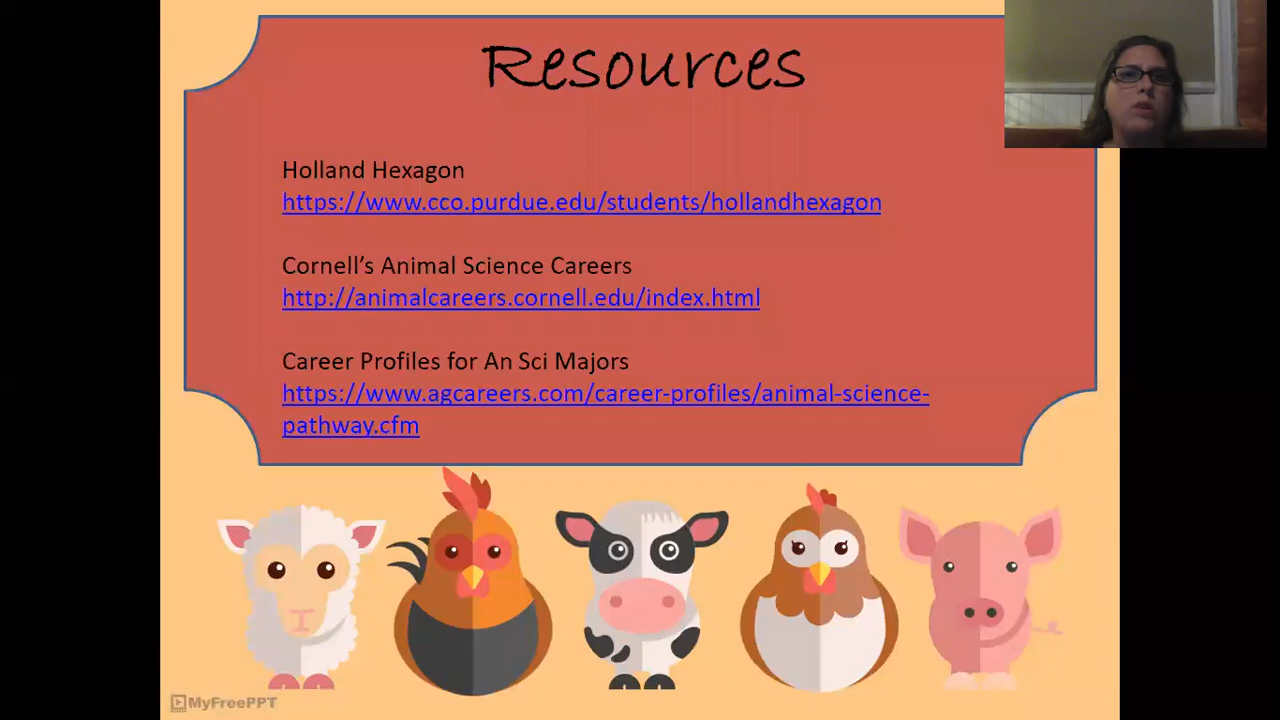 Resources
Holland Hexagon
https://www.cco.purdue.edu/students/hollandhexagon
Cornell’s Animal Science Careers
http://animalcareers.cornell.edu/index.html
Career Profiles for An Sci Majors
https://www.agcareers.com/career-profiles/animal-science-
pathway.cfm
MyFreePPT